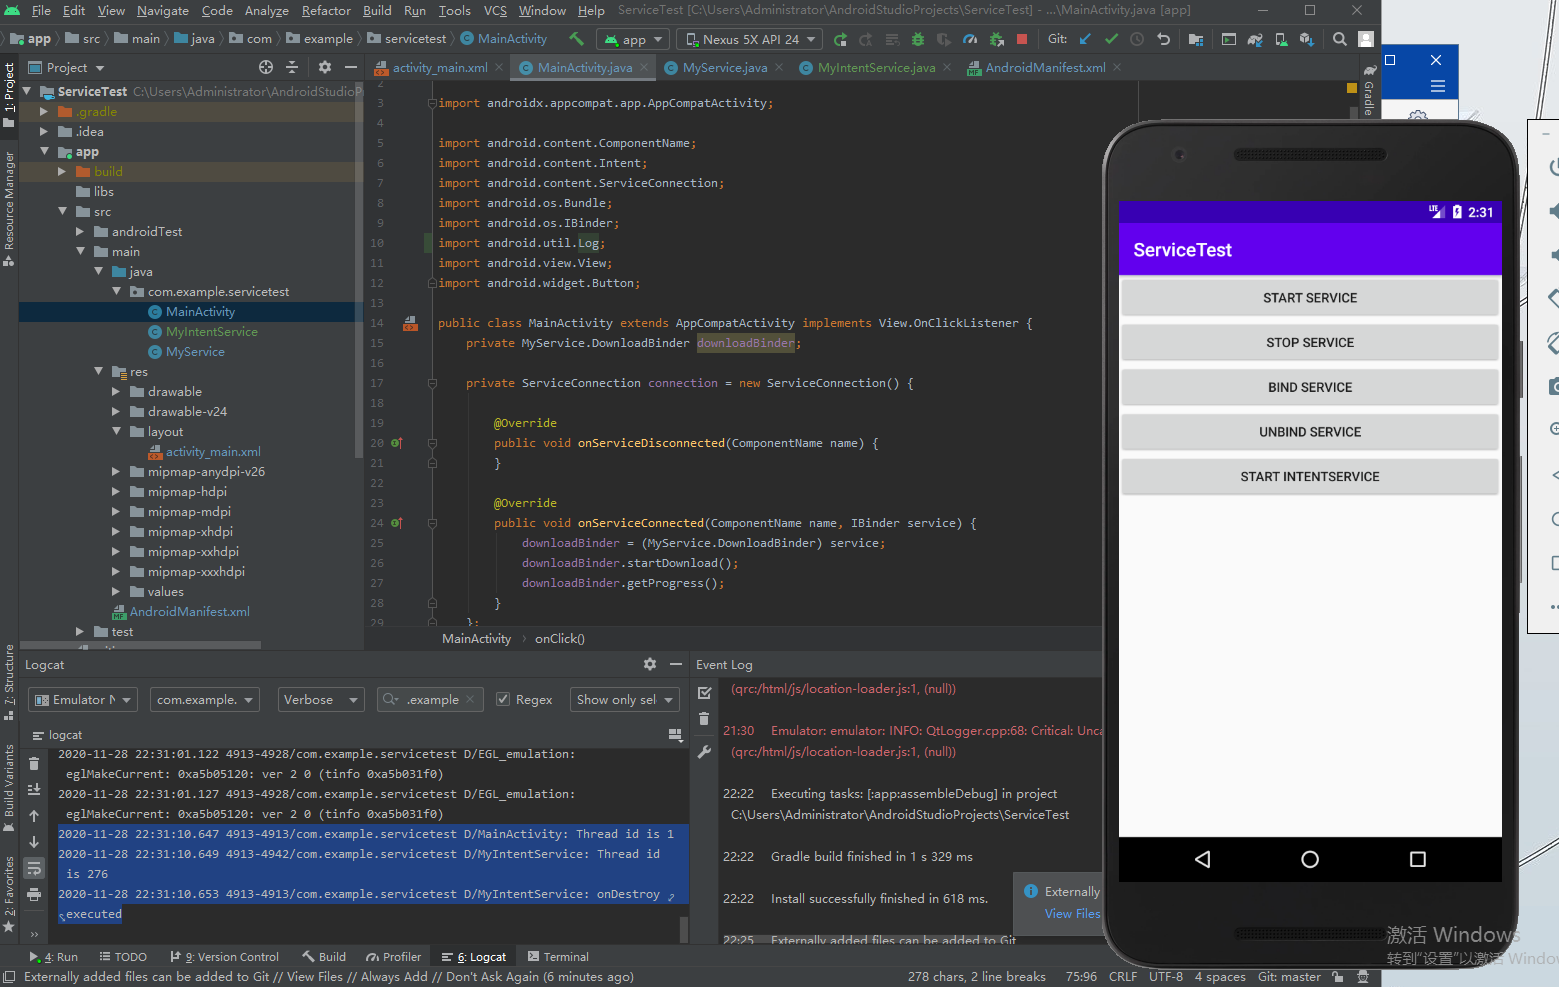 File Edit View Navigate Code Analyze Refactor Build Run Tools VCS Window Help ServiceTest [C:\Users\Administrator\AndroidStudioProjects\ServiceTest] - ...\MainActivity.java [app]
app src main java com example servicetest MainActivity app Nexus 5X API 24 Git:
Project
activity_main.xml MainActivity.java MyService.java MyIntentService.java AndroidManifest.xml
1: Project
Resource Manager
7: Structure
Build Variants
2: Favorites
Gradle
ServiceTest C:\Users\Administrator\AndroidStudioP
.gradle
.idea
app
build
libs
src
androidTest
main
java
com.example.servicetest
MainActivity
MyIntentService
MyService
res
drawable
drawable-v24
layout
activity_main.xml
mipmap-anydpi-v26
mipmap-hdpi
mipmap-mdpi
mipmap-xhdpi
mipmap-xxhdpi
mipmap-xxxhdpi
values
AndroidManifest.xml
test
2
3 import androidx.appcompat.app.AppCompatActivity;
4
5 import android.content.ComponentName;
6 import android.content.Intent;
7 import android.content.ServiceConnection;
8 import android.os.Bundle;
9 import android.os.IBinder;
10 import android.util.Log;
11 import android.view.View;
12 import android.widget.Button;
13
14 public class MainActivity extends AppCompatActivity implements View.OnClickListener {
15 private MyService.DownloadBinder downloadBinder;
16
17 private ServiceConnection connection = new ServiceConnection() {
18
19 @Override
20 public void onServiceDisconnected(ComponentName name) {
21 }
22
23 @Override
24 public void onServiceConnected(ComponentName name, IBinder service) {
25 downloadBinder = (MyService.DownloadBinder) service;
26 downloadBinder.startDownload();
27 downloadBinder.getProgress();
28 }
29 };
MainActivity › onClick()
2:31
ServiceTest
START SERVICE
STOP SERVICE
BIND SERVICE
UNBIND SERVICE
START INTENTSERVICE
Logcat
Emulator com.example. Verbose .example Regex Show only sel
logcat
2020-11-28 22:31:01.122 4913-4928/com.example.servicetest D/EGL_emulation:
eglMakeCurrent: 0xa5b05120: ver 2 0 (tinfo 0xa5b031f0)
2020-11-28 22:31:01.127 4913-4928/com.example.servicetest D/EGL_emulation:
eglMakeCurrent: 0xa5b05120: ver 2 0 (tinfo 0xa5b031f0)
2020-11-28 22:31:10.647 4913-4913/com.example.servicetest D/MainActivity: Thread id is 1
2020-11-28 22:31:10.649 4913-4942/com.example.servicetest D/MyIntentService: Thread id
is 276
2020-11-28 22:31:10.653 4913-4913/com.example.servicetest D/MyIntentService: onDestroy
executed
Event Log
(qrc:/html/js/location-loader.js:1, (null))
21:30 Emulator: emulator: INFO: QtLogger.cpp:68: Critical: Unca
(qrc:/html/js/location-loader.js:1, (null))
22:22 Executing tasks: [:app:assembleDebug] in project
C:\Users\Administrator\AndroidStudioProjects\ServiceTest
22:22 Gradle build finished in 1 s 329 ms
22:22 Install successfully finished in 618 ms.
22:25 Externally added files can be added to Git
Externally
View Files
激活 Windows
转到"设置"以激活 Windo
4: Run TODO 9: Version Control Build Profiler 6: Logcat Terminal
Externally added files can be added to Git // View Files // Always Add // Don't Ask Again (6 minutes ago) 278 chars, 2 line breaks 75:96 CRLF UTF-8 4 spaces Git: master